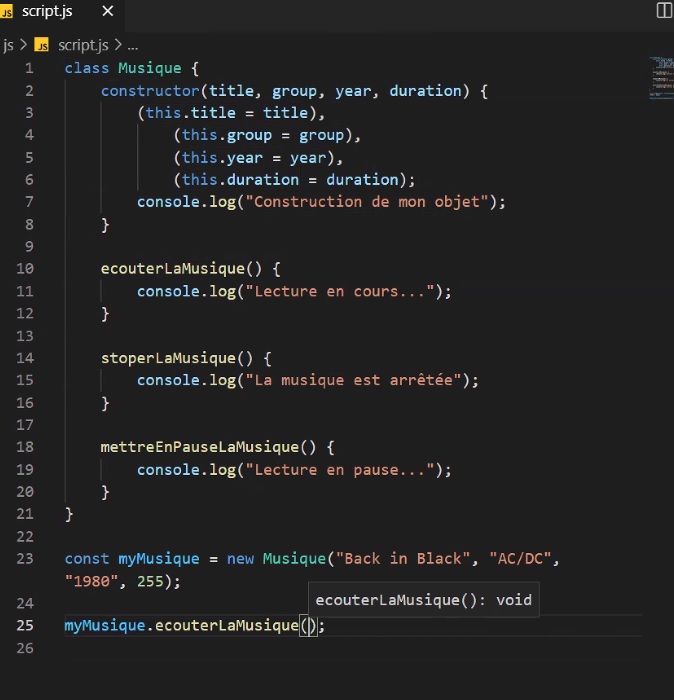 JS script.js ×
js > JS script.js > ...
1 class Musique {
2 constructor(title, group, year, duration) {
3 (this.title = title),
4 (this.group = group),
5 (this.year = year),
6 (this.duration = duration);
7 console.log("Construction de mon objet");
8 }
9
10 ecouterLaMusique() {
11 console.log("Lecture en cours...");
12 }
13
14 stoperLaMusique() {
15 console.log("La musique est arrêtée");
16 }
17
18 mettreEnPauseLaMusique() {
19 console.log("Lecture en pause...");
20 }
21 }
22
23 const myMusique = new Musique("Back in Black", "AC/DC",
"1980", 255);
24
ecouterLaMusique(): void
25 myMusique.ecouterLaMusique();
26